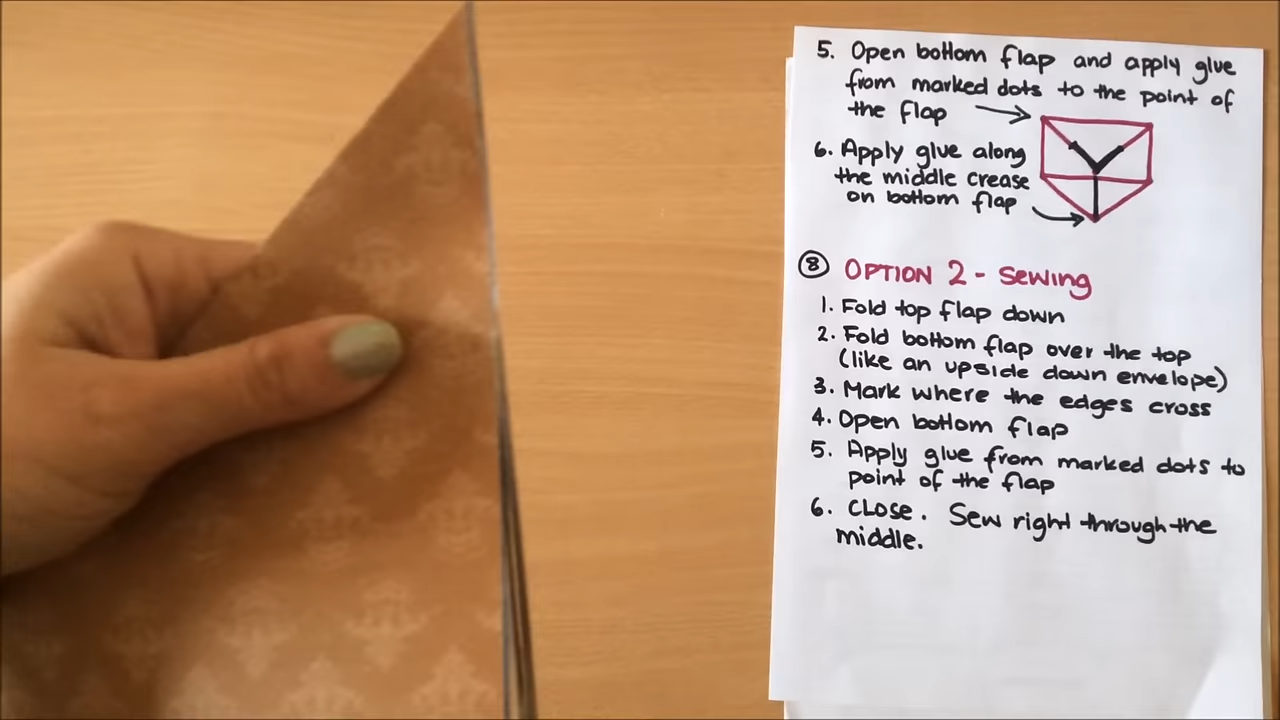 5. Open bottom flap and apply glue
from marked dots to the point of
the flap
6. Apply glue along
the middle crease
on bottom flap
8 OPTION 2 - Sewing
1. Fold top flap down
2. Fold bottom flap over the top
(like an upside down envelope)
3. Mark where the edges cross
4. Open bottom flap
5. Apply glue from marked dots to
point of the flap
6. CLOSE. Sew right through the
middle.